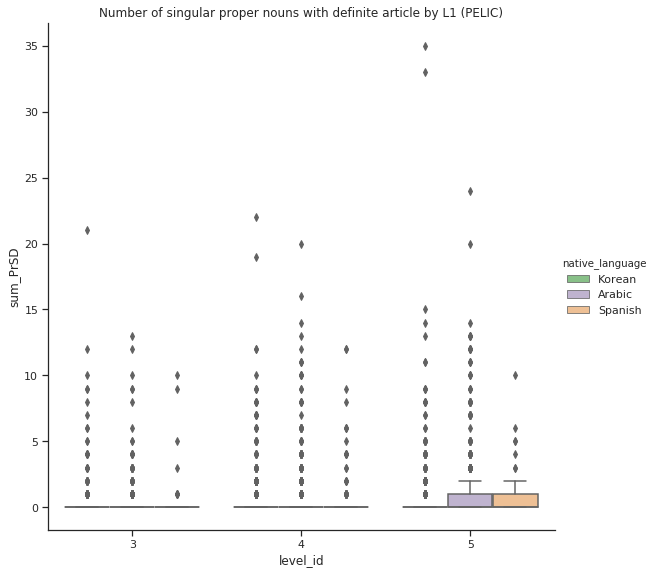 Number of singular proper nouns with definite article by L1 (PELIC)
35
30
25
20
15
10
5
0
sum_PrSD
3 4 5
level_id
native_language
Korean
Arabic
Spanish